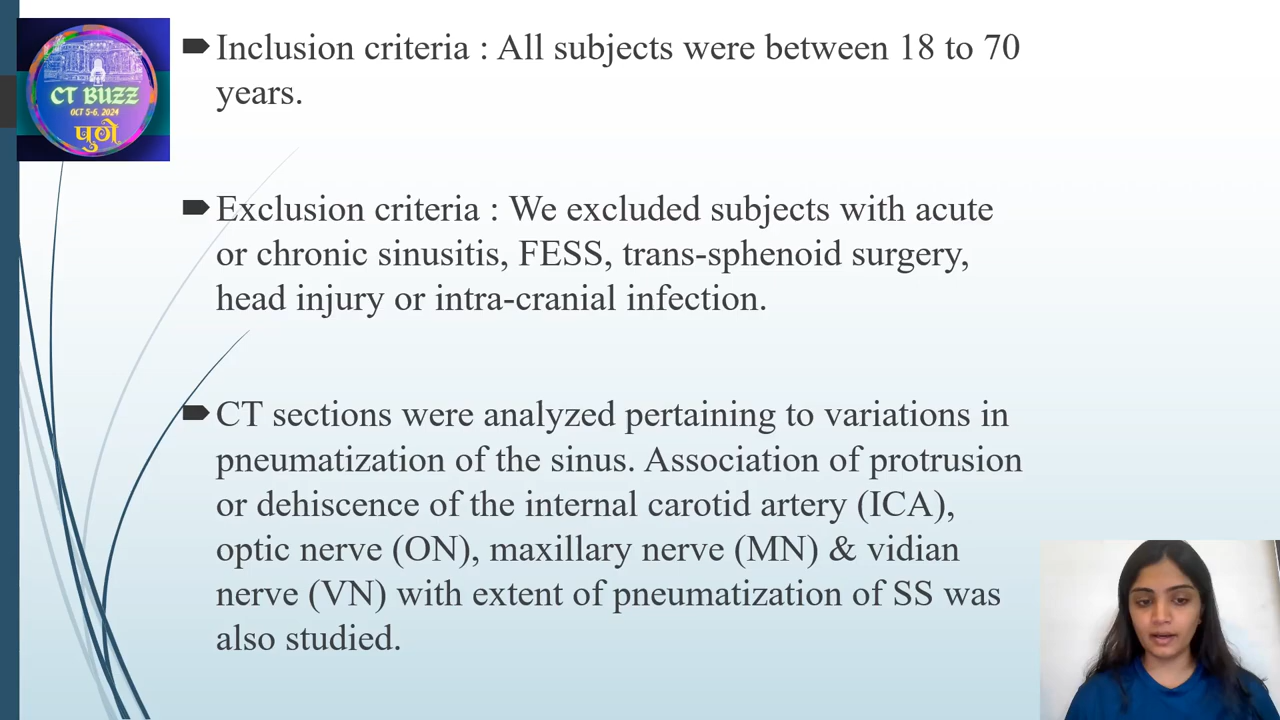 CT BUZZ
OCT 5-6, 2024
पुणे
Inclusion criteria : All subjects were between 18 to 70
years.
Exclusion criteria : We excluded subjects with acute
or chronic sinusitis, FESS, trans-sphenoid surgery,
head injury or intra-cranial infection.
CT sections were analyzed pertaining to variations in
pneumatization of the sinus. Association of protrusion
or dehiscence of the internal carotid artery (ICA),
optic nerve (ON), maxillary nerve (MN) & vidian
nerve (VN) with extent of pneumatization of SS was
also studied.